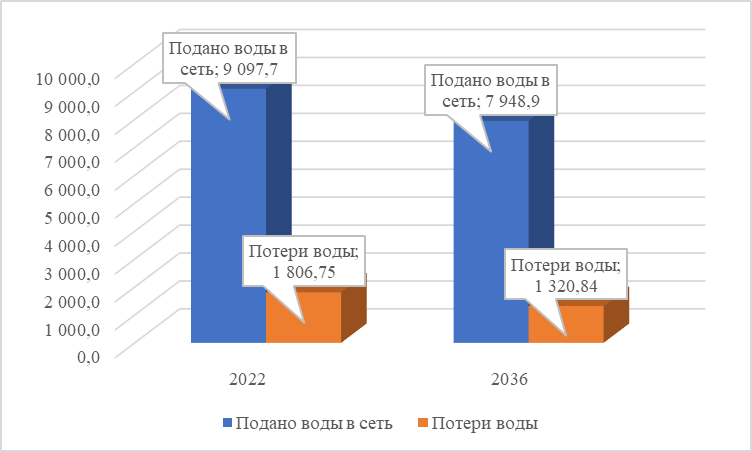 Подано воды в
сеть; 9 097,7
Подано воды в
сеть; 7 948,9
10 000,0
9 000,0
8 000,0
7 000,0
6 000,0
5 000,0
4 000,0
3 000,0
2 000,0
1 000,0
0,0
Потери воды;
1 806,75
Потери воды;
1 320,84
2022
2036
Подано воды в сеть
Потери воды